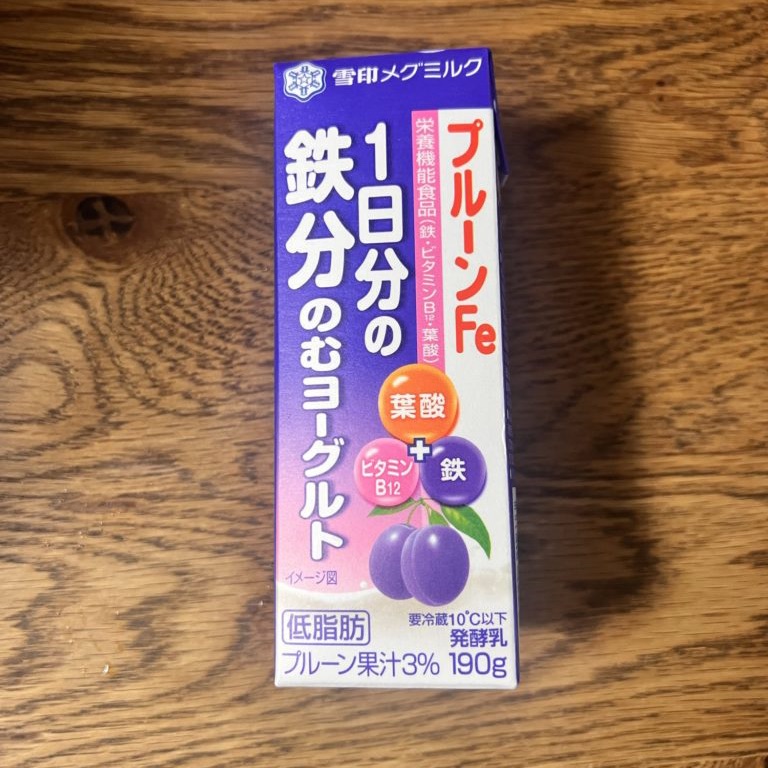 雪印メグミルク
プルーンFe
栄養機能食品(鉄・ビタミンB12・葉酸)
1日分の
鉄分のむヨーグルト
葉酸
+
ビタミン
B12
鉄
イメージ図
低脂肪
要冷蔵10℃以下
発酵乳
プルーン果汁3% 190g